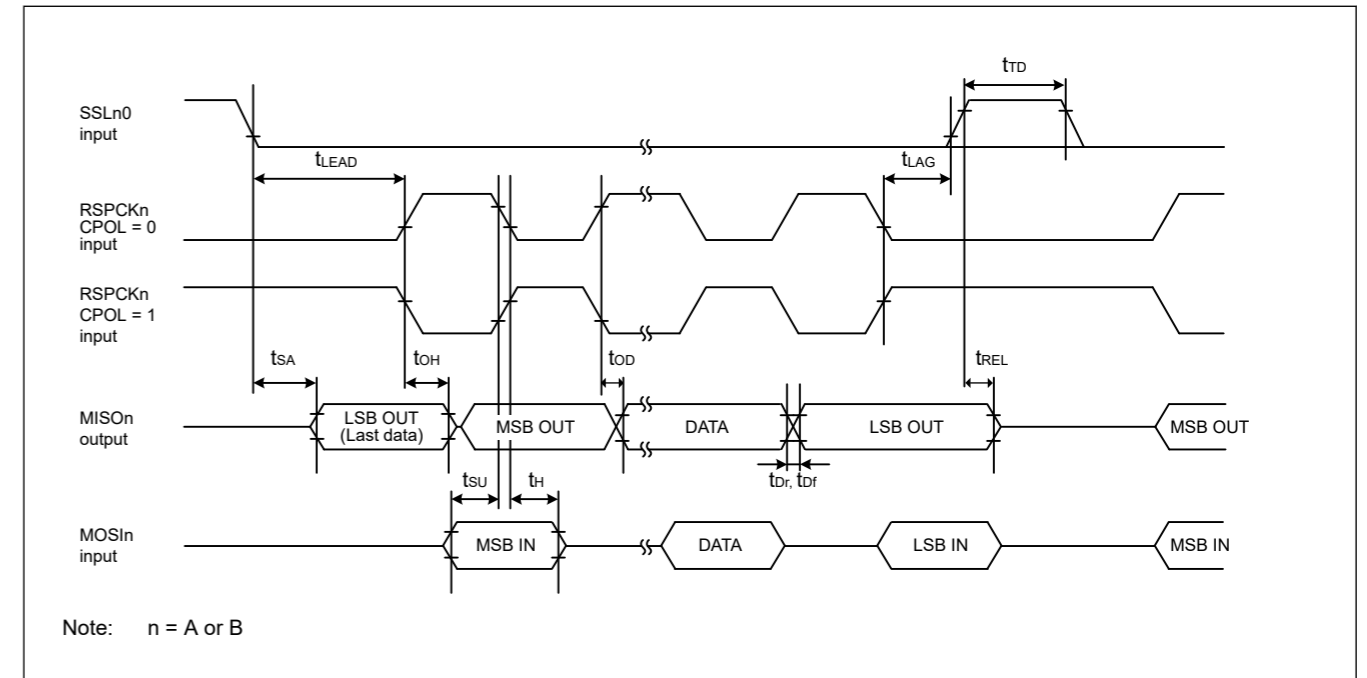 tTD
SSLn0
input
tLEAD
tLAG
RSPCKn
CPOL = 0
input
RSPCKn
CPOL = 1
input
tSA
tOH
tOD
tREL
MISOn
output
LSB OUT
(Last data)
MSB OUT
DATA
LSB OUT
MSB OUT
tSU
tH
tDr, tDf
MOSIn
input
MSB IN
DATA
LSB IN
MSB IN
Note: n = A or B